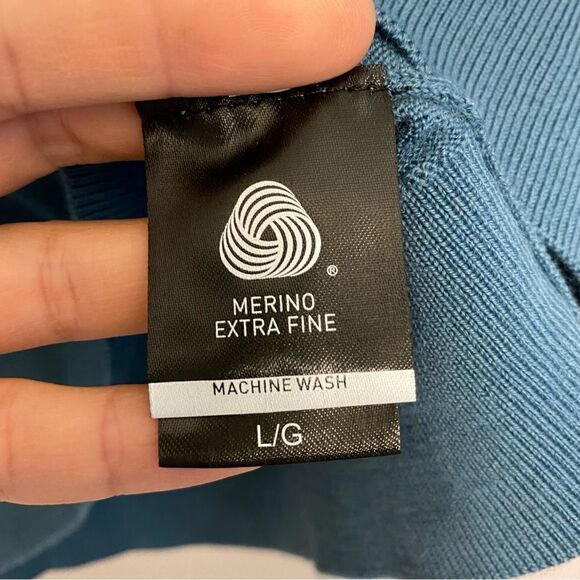 ®
MERINO
EXTRA FINE
MACHINE WASH
L/G